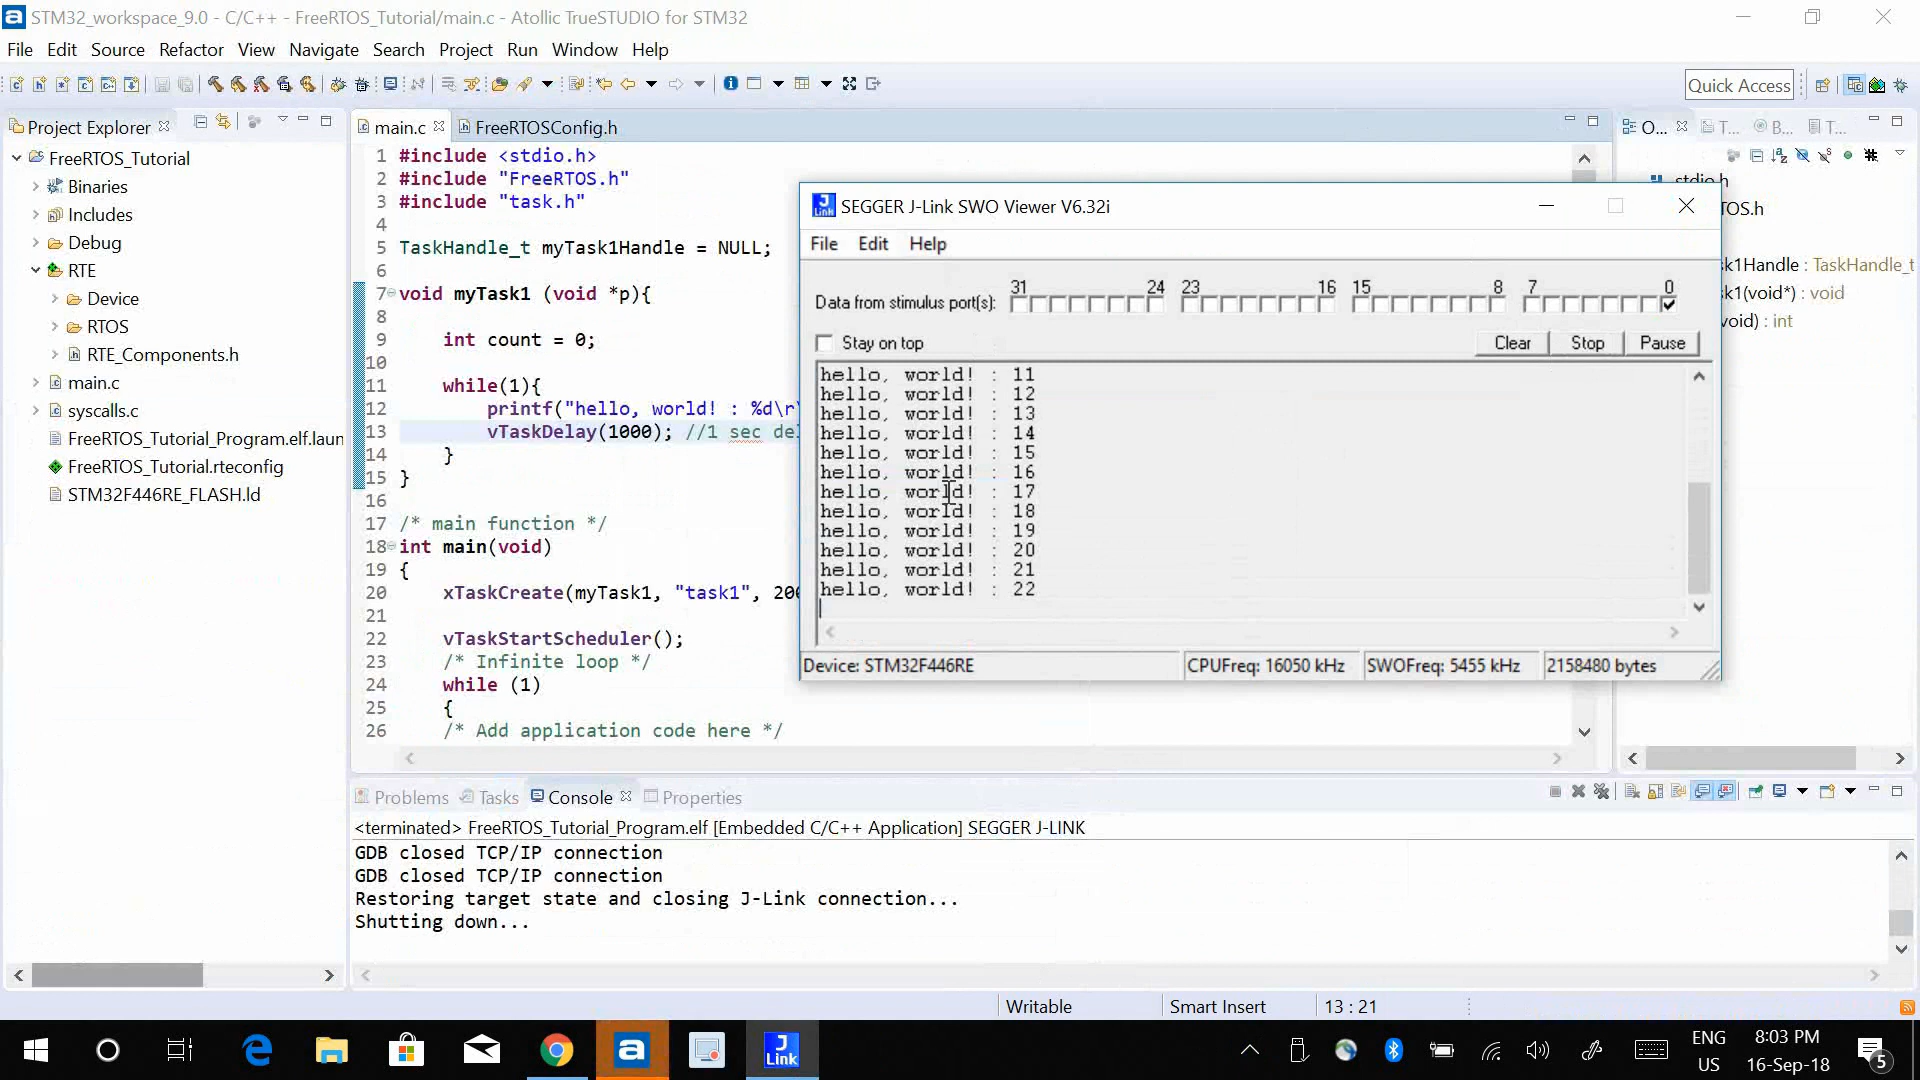 STM32_workspace_9.0 - C/C++ - FreeRTOS_Tutorial/main.c - Atollic TrueSTUDIO for STM32
File Edit Source Refactor View Navigate Search Project Run Window Help
Quick Access
Project Explorer
FreeRTOS_Tutorial
Binaries
Includes
Debug
RTE
Device
RTOS
RTE_Components.h
main.c
syscalls.c
FreeRTOS_Tutorial_Program.elf.laun
FreeRTOS_Tutorial.rteconfig
STM32F446RE_FLASH.ld
main.c FreeRTOSConfig.h
1 #include <stdio.h>
2 #include "FreeRTOS.h"
3 #include "task.h"
4
5 TaskHandle_t myTask1Handle = NULL;
6
7 void myTask1 (void *p){
8
9 int count = 0;
10
11 while(1){
12 printf("hello, world! : %d\r\
13 vTaskDelay(1000); //1 sec del
14 }
15 }
16
17 /* main function */
18 int main(void)
19 {
20 xTaskCreate(myTask1, "task1", 200
21
22 vTaskStartScheduler();
23 /* Infinite loop */
24 while (1)
25 {
26 /* Add application code here */
O... T... B... T...
stdio.h
TOS.h
sk1Handle : TaskHandle_t
sk1(void*) : void
void) : int
J Link SEGGER J-Link SWO Viewer V6.32i
File Edit Help
31 24 23 16 15 8 7 0
Data from stimulus port(s):
Stay on top
Clear Stop Pause
hello, world! : 11
hello, world! : 12
hello, world! : 13
hello, world! : 14
hello, world! : 15
hello, world! : 16
hello, world! : 17
hello, world! : 18
hello, world! : 19
hello, world! : 20
hello, world! : 21
hello, world! : 22
Device: STM32F446RE CPUFreq: 16050 kHz SWOFreq: 5455 kHz 2158480 bytes
Problems Tasks Console Properties
<terminated> FreeRTOS_Tutorial_Program.elf [Embedded C/C++ Application] SEGGER J-LINK
GDB closed TCP/IP connection
GDB closed TCP/IP connection
Restoring target state and closing J-Link connection...
Shutting down...
Writable Smart Insert 13 : 21
J Link
ENG
US
8:03 PM
16-Sep-18
5